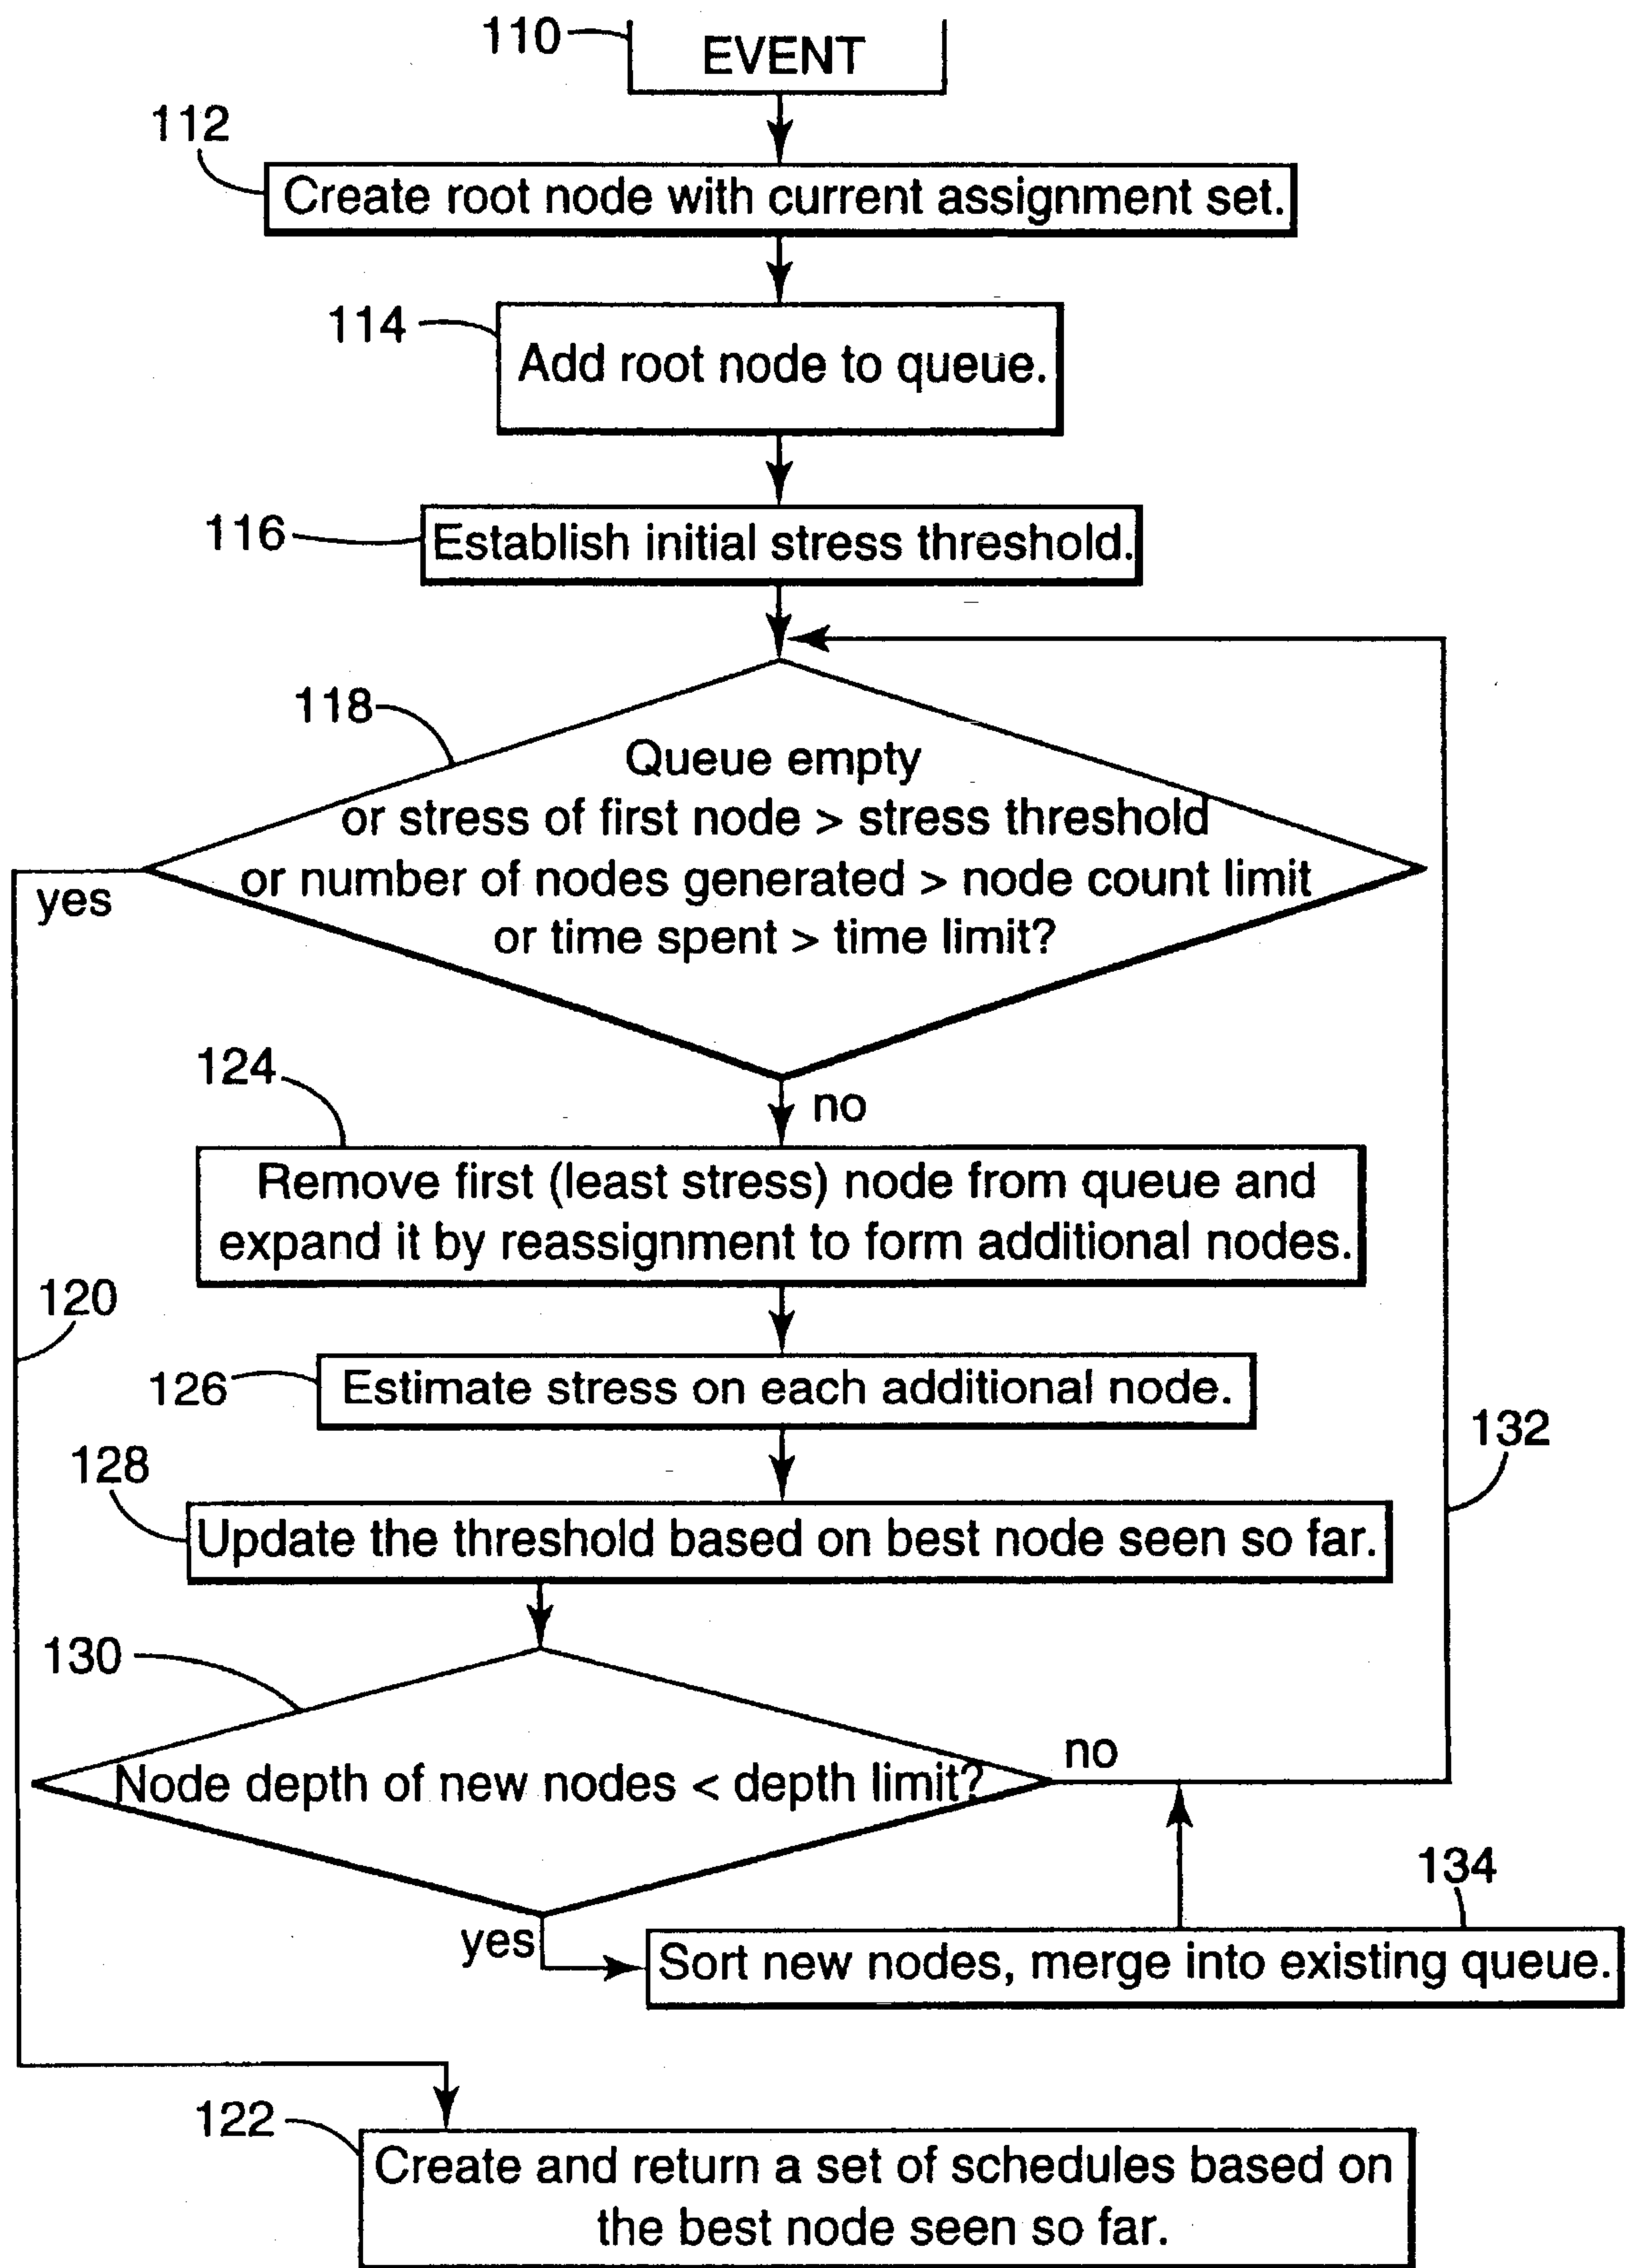 110
EVENT
112
Create root node with current assignment set.
114
Add root node to queue.
116
Establish initial stress threshold.
118
Queue empty
or stress of first node > stress threshold
or number of nodes generated > node count limit
or time spent > time limit?
yes
124
no
Remove first (least stress) node from queue and
expand it by reassignment to form additional nodes.
120
126
Estimate stress on each additional node.
132
128
Update the threshold based on best node seen so far.
130
no
Node depth of new nodes < depth limit?
134
yes
Sort new nodes, merge into existing queue.
122
Create and return a set of schedules based on
the best node seen so far.